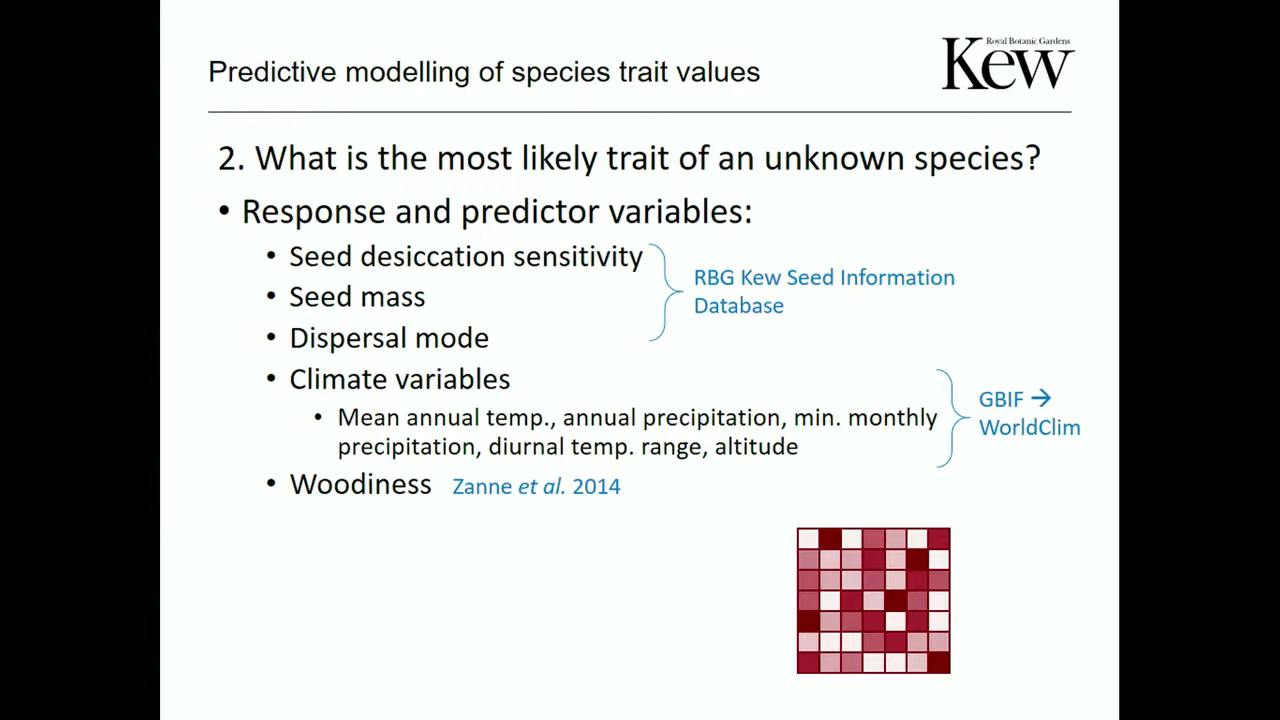 Royal Botanic Gardens
Kew
Predictive modelling of species trait values
2. What is the most likely trait of an unknown species?
• Response and predictor variables:
• Seed desiccation sensitivity
• Seed mass
• Dispersal mode
RBG Kew Seed Information
Database
• Climate variables
• Mean annual temp., annual precipitation, min. monthly
precipitation, diurnal temp. range, altitude
GBIF →
WorldClim
• Woodiness Zanne et al. 2014